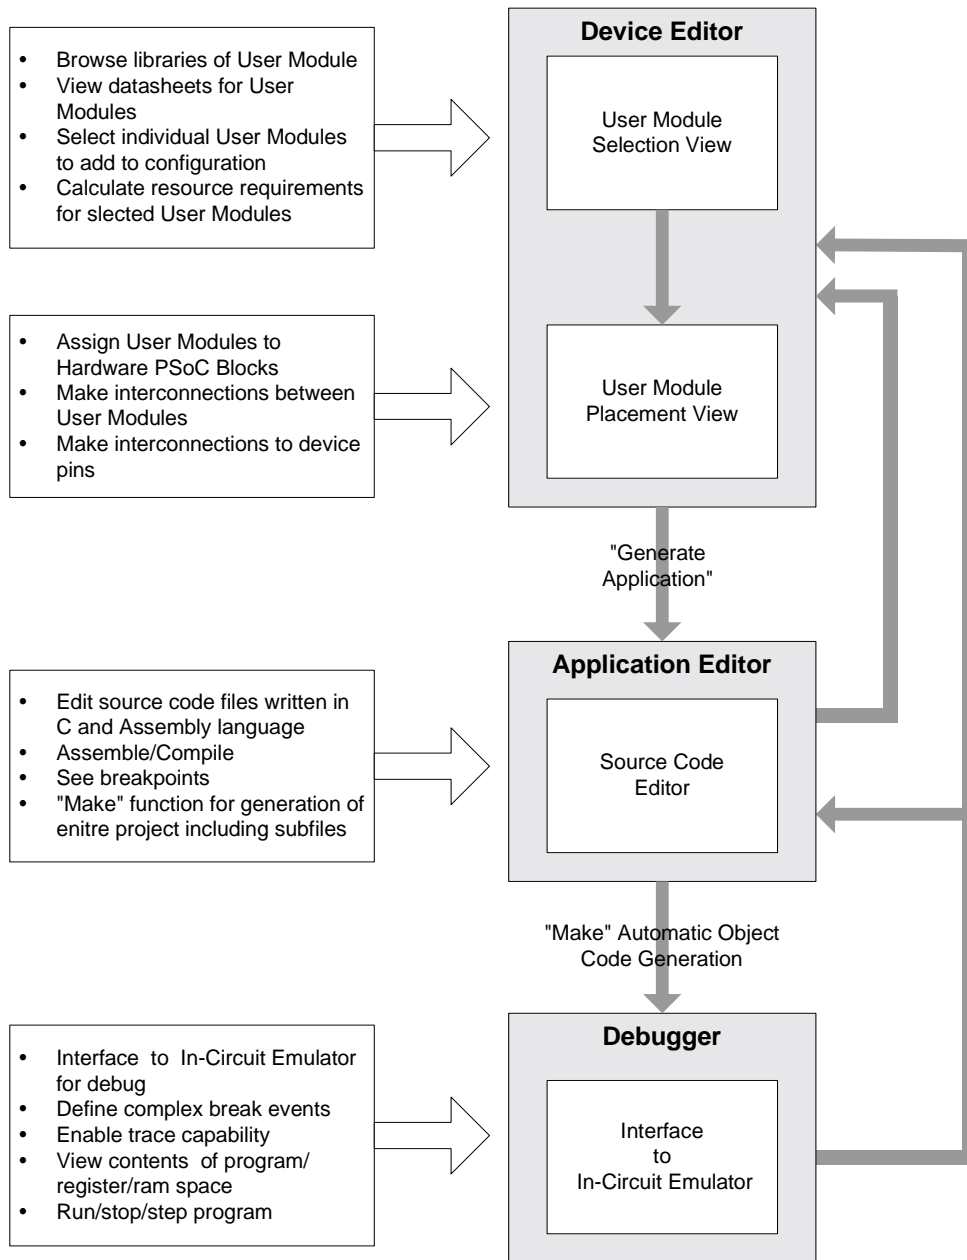 Device Editor
• Browse libraries of User Module
• View datasheets for User
Modules
• Select individual User Modules
to add to configuration
• Calculate resource requirements
for slected User Modules
User Module
Selection View
• Assign User Modules to
Hardware PSoC Blocks
• Make interconnections between
User Modules
• Make interconnections to device
pins
User Module
Placement View
"Generate
Application"
Application Editor
• Edit source code files written in
C and Assembly language
• Assemble/Compile
• See breakpoints
• "Make" function for generation of
enitre project including subfiles
Source Code
Editor
"Make" Automatic Object
Code Generation
Debugger
• Interface to In-Circuit Emulator
for debug
• Define complex break events
• Enable trace capability
• View contents of program/
register/ram space
• Run/stop/step program
Interface
to
In-Circuit Emulator